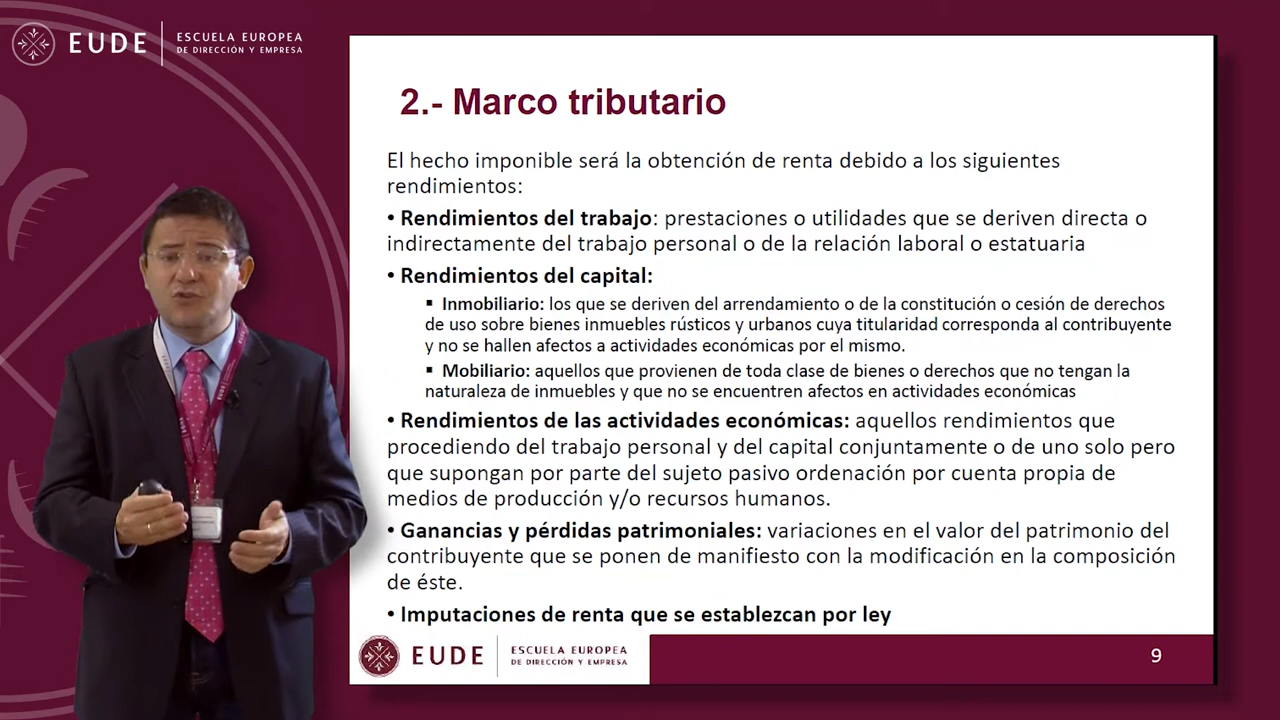 EUDE
ESCUELA EUROPEA
DE DIRECCIÓN Y EMPRESA
2.- Marco tributario
El hecho imponible será la obtención de renta debido a los siguientes
rendimientos:
• Rendimientos del trabajo: prestaciones o utilidades que se deriven directa o
indirectamente del trabajo personal o de la relación laboral o estatuaria
• Rendimientos del capital:
▪ Inmobiliario: los que se deriven del arrendamiento o de la constitución o cesión de derechos
de uso sobre bienes inmuebles rústicos y urbanos cuya titularidad corresponda al contribuyente
y no se hallen afectos a actividades económicas por el mismo.
▪ Mobiliario: aquellos que provienen de toda clase de bienes o derechos que no tengan la
naturaleza de inmuebles y que no se encuentren afectos en actividades económicas
• Rendimientos de las actividades económicas: aquellos rendimientos que
procediendo del trabajo personal y del capital conjuntamente o de uno solo pero
que supongan por parte del sujeto pasivo ordenación por cuenta propia de
medios de producción y/o recursos humanos.
• Ganancias y pérdidas patrimoniales: variaciones en el valor del patrimonio del
contribuyente que se ponen de manifiesto con la modificación en la composición
de éste.
• Imputaciones de renta que se establezcan por ley
EUDE
ESCUELA EUROPEA
DE DIRECCIÓN Y EMPRESA
9